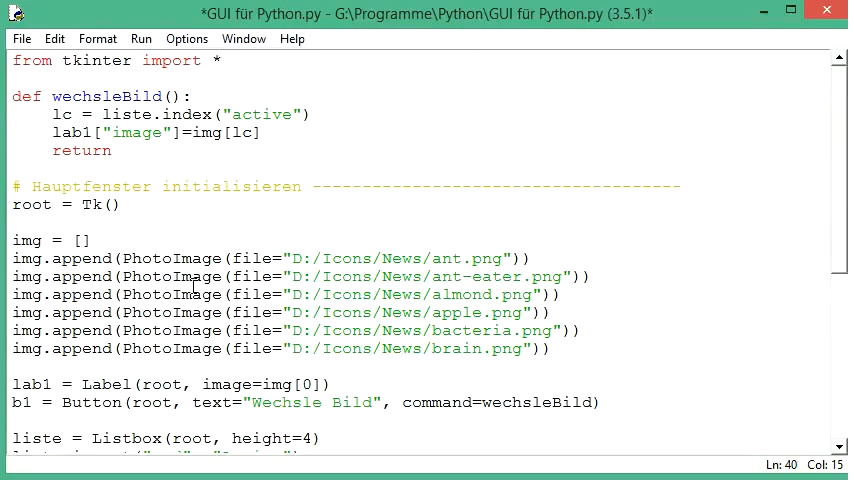 *GUI für Python.py - G:\Programme\Python\GUI für Python.py (3.5.1)*
File Edit Format Run Options Window Help
from tkinter import *
def wechsleBild():
    lc = liste.index("active")
    lab1["image"]=img[lc]
    return
# Hauptfenster initialisieren -------------------------------------
root = Tk()
img = []
img.append(PhotoImage(file="D:/Icons/News/ant.png"))
img.append(PhotoImage(file="D:/Icons/News/ant-eater.png"))
img.append(PhotoImage(file="D:/Icons/News/almond.png"))
img.append(PhotoImage(file="D:/Icons/News/apple.png"))
img.append(PhotoImage(file="D:/Icons/News/bacteria.png"))
img.append(PhotoImage(file="D:/Icons/News/brain.png"))
lab1 = Label(root, image=img[0])
b1 = Button(root, text="Wechsle Bild", command=wechsleBild)
liste = Listbox(root, height=4)
Ln: 40 Col: 15